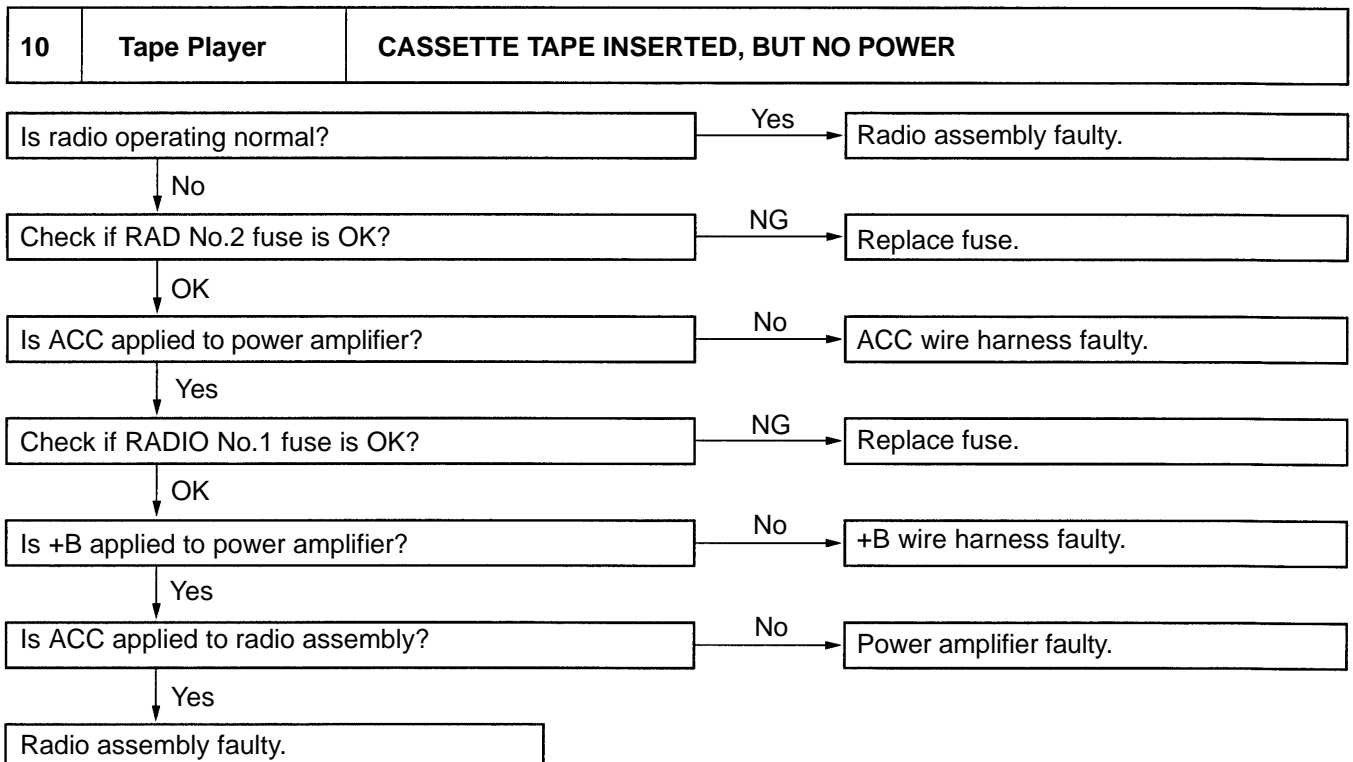 10 Tape Player CASSETTE TAPE INSERTED, BUT NO POWER
Is radio operating normal?
Yes
Radio assembly faulty.
No
Check if RAD No.2 fuse is OK?
NG
Replace fuse.
OK
Is ACC applied to power amplifier?
No
ACC wire harness faulty.
Yes
Check if RADIO No.1 fuse is OK?
NG
Replace fuse.
OK
Is +B applied to power amplifier?
No
+B wire harness faulty.
Yes
Is ACC applied to radio assembly?
No
Power amplifier faulty.
Yes
Radio assembly faulty.